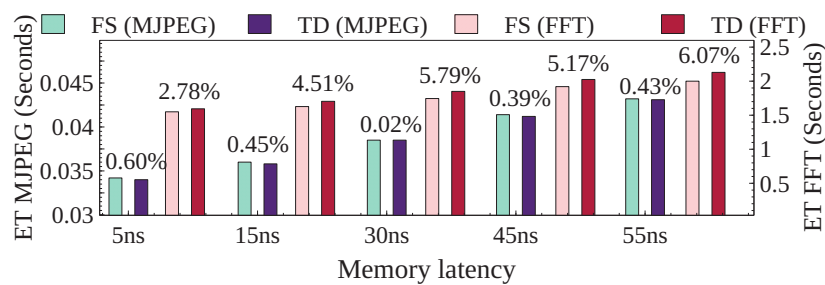 FS (MJPEG) TD (MJPEG) FS (FFT) TD (FFT)
ET MJPEG (Seconds)
0.045
0.04
0.035
0.03
0.60% 2.78% 0.45% 4.51% 0.02% 5.79% 0.39% 5.17% 0.43% 6.07%
2.5
2
1.5
1
0.5
ET FFT (Seconds)
5ns 15ns 30ns 45ns 55ns
Memory latency